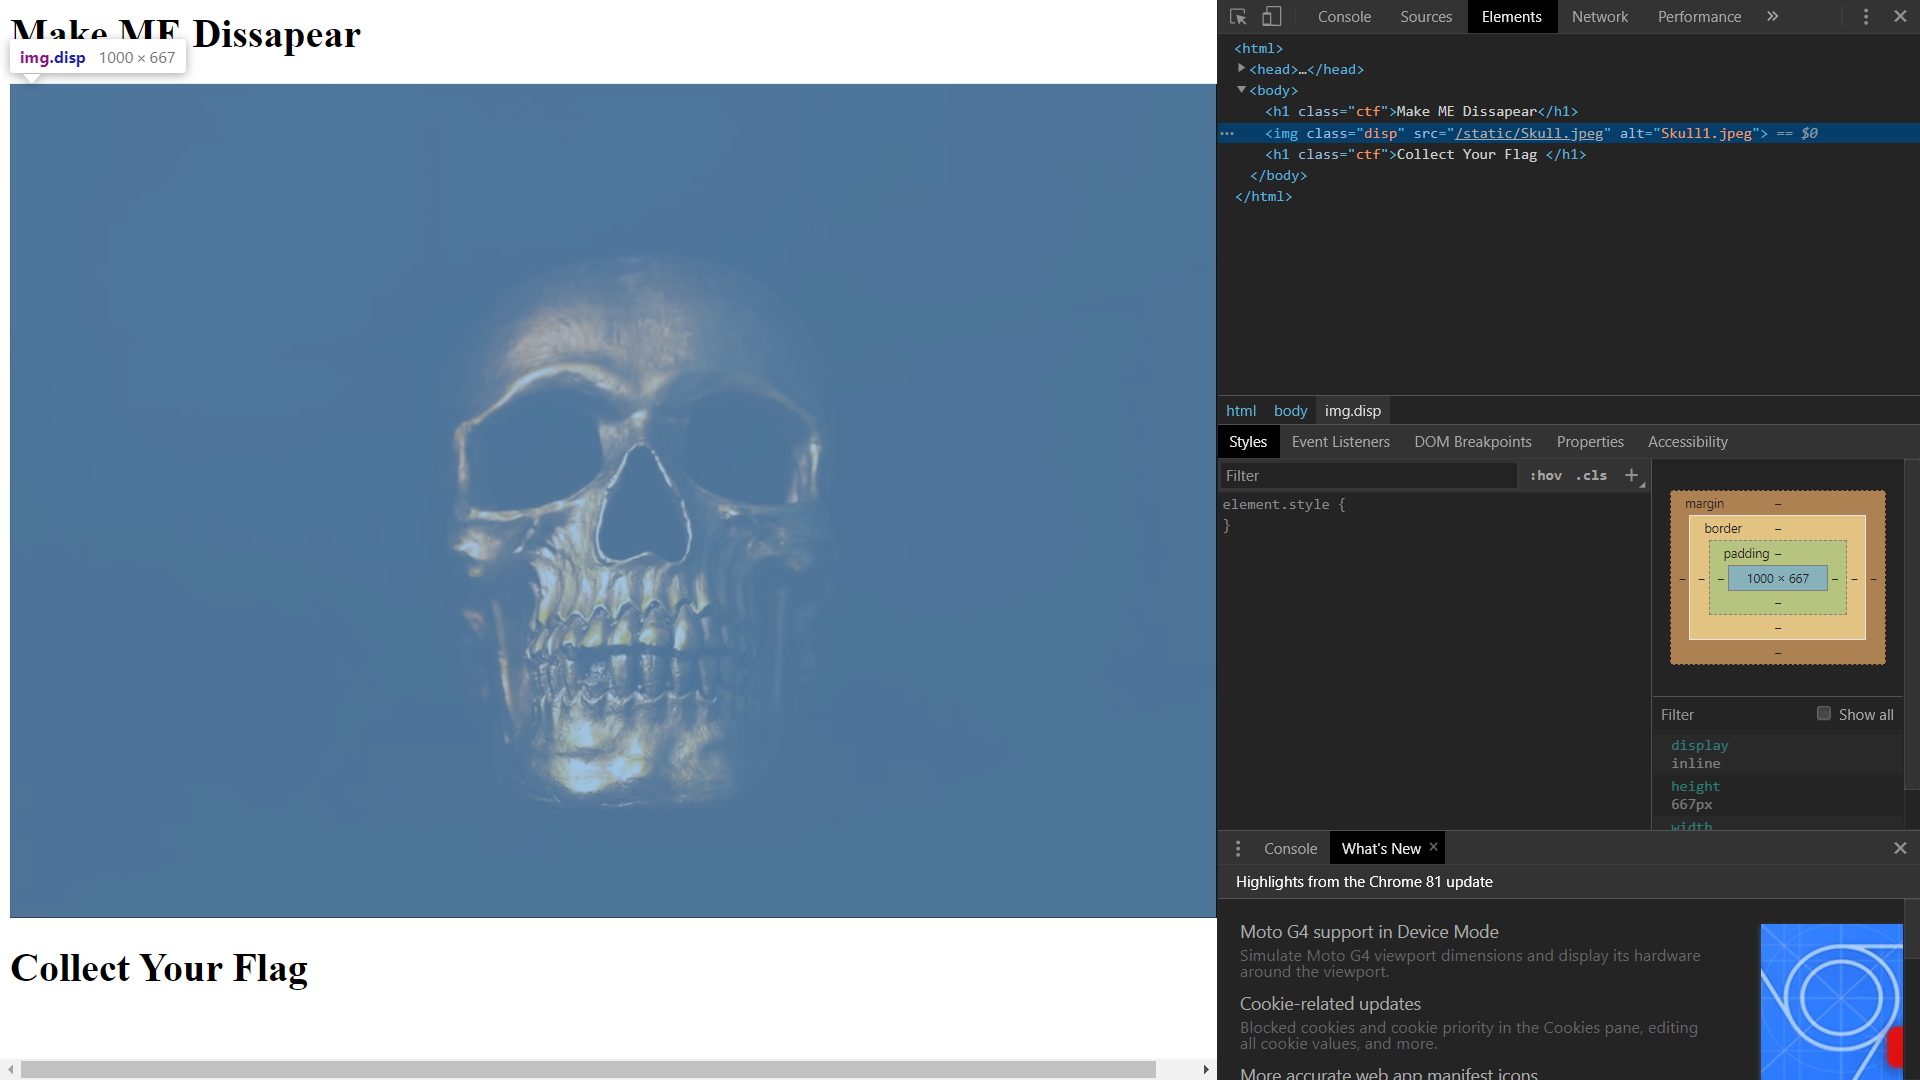 Make ME Dissapear
img.disp 1000 × 667
Collect Your Flag
Console Sources Elements Network Performance »
<html>
<head>…</head>
<body>
<h1 class="ctf">Make ME Dissapear</h1>
<img class="disp" src="/static/Skull.jpeg" alt="Skull1.jpeg"> == $0
<h1 class="ctf">Collect Your Flag </h1>
</body>
</html>
html body img.disp
Styles Event Listeners DOM Breakpoints Properties Accessibility
Filter :hov .cls +
element.style {
}
margin –
border –
padding –
– – – 1000 × 667 – – –
–
–
–
Filter Show all
display
inline
height
667px
width
Console What's New ×
Highlights from the Chrome 81 update
Moto G4 support in Device Mode
Simulate Moto G4 viewport dimensions and display its hardware
around the viewport.
Cookie-related updates
Blocked cookies and cookie priority in the Cookies pane, editing
all cookie values, and more.
More accurate web app manifest icons